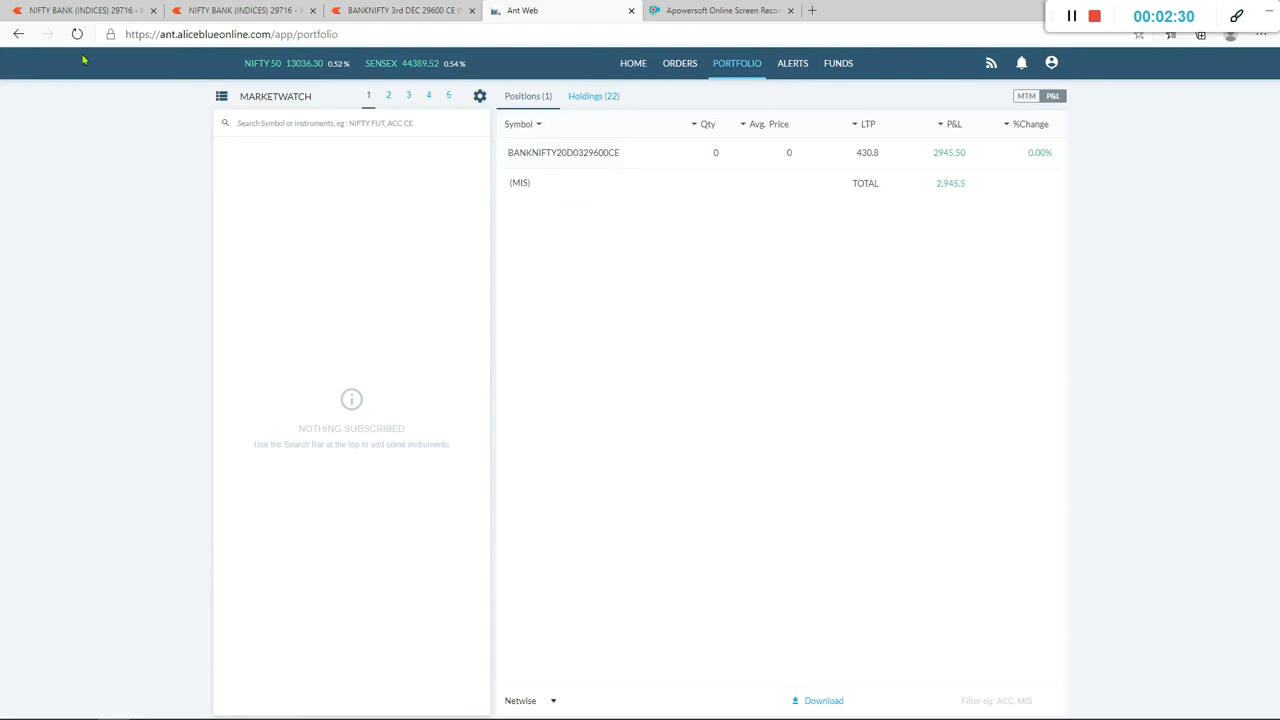 NIFTY BANK (INDICES) 29716 -
NIFTY BANK (INDICES) 29716 -
BANKNIFTY 3rd DEC 29600 CE
Ant Web
Apowersoft Online Screen Reco
00:02:30
https://ant.aliceblueonline.com/app/portfolio
NIFTY 50 13036.30 0.52 % SENSEX 44389.52 0.54 %
HOME ORDERS PORTFOLIO ALERTS FUNDS
MARKETWATCH 1 2 3 4 5
Positions (1) Holdings (22) MTM P&L
Search Symbol or Instruments, eg : NIFTY FUT, ACC CE
Symbol Qty Avg. Price LTP P&L %Change
BANKNIFTY20D0329600CE 0 0 430.8 2945.50 0.00%
(MIS) TOTAL 2,945.5
NOTHING SUBSCRIBED
Use the Search Bar at the top to add some instruments
Netwise Download Filter eg: ACC, MIS